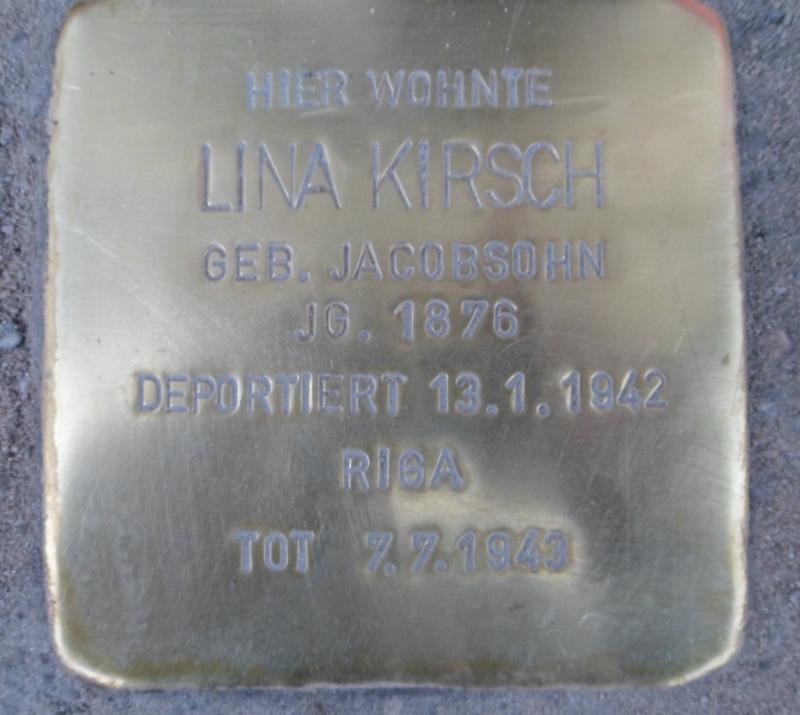 HIER WOHNTE
LINA KIRSCH
GEB. JACOBSOHN
JG. 1876
DEPORTIERT 13.1.1942
RIGA
TOT 7.7.1943